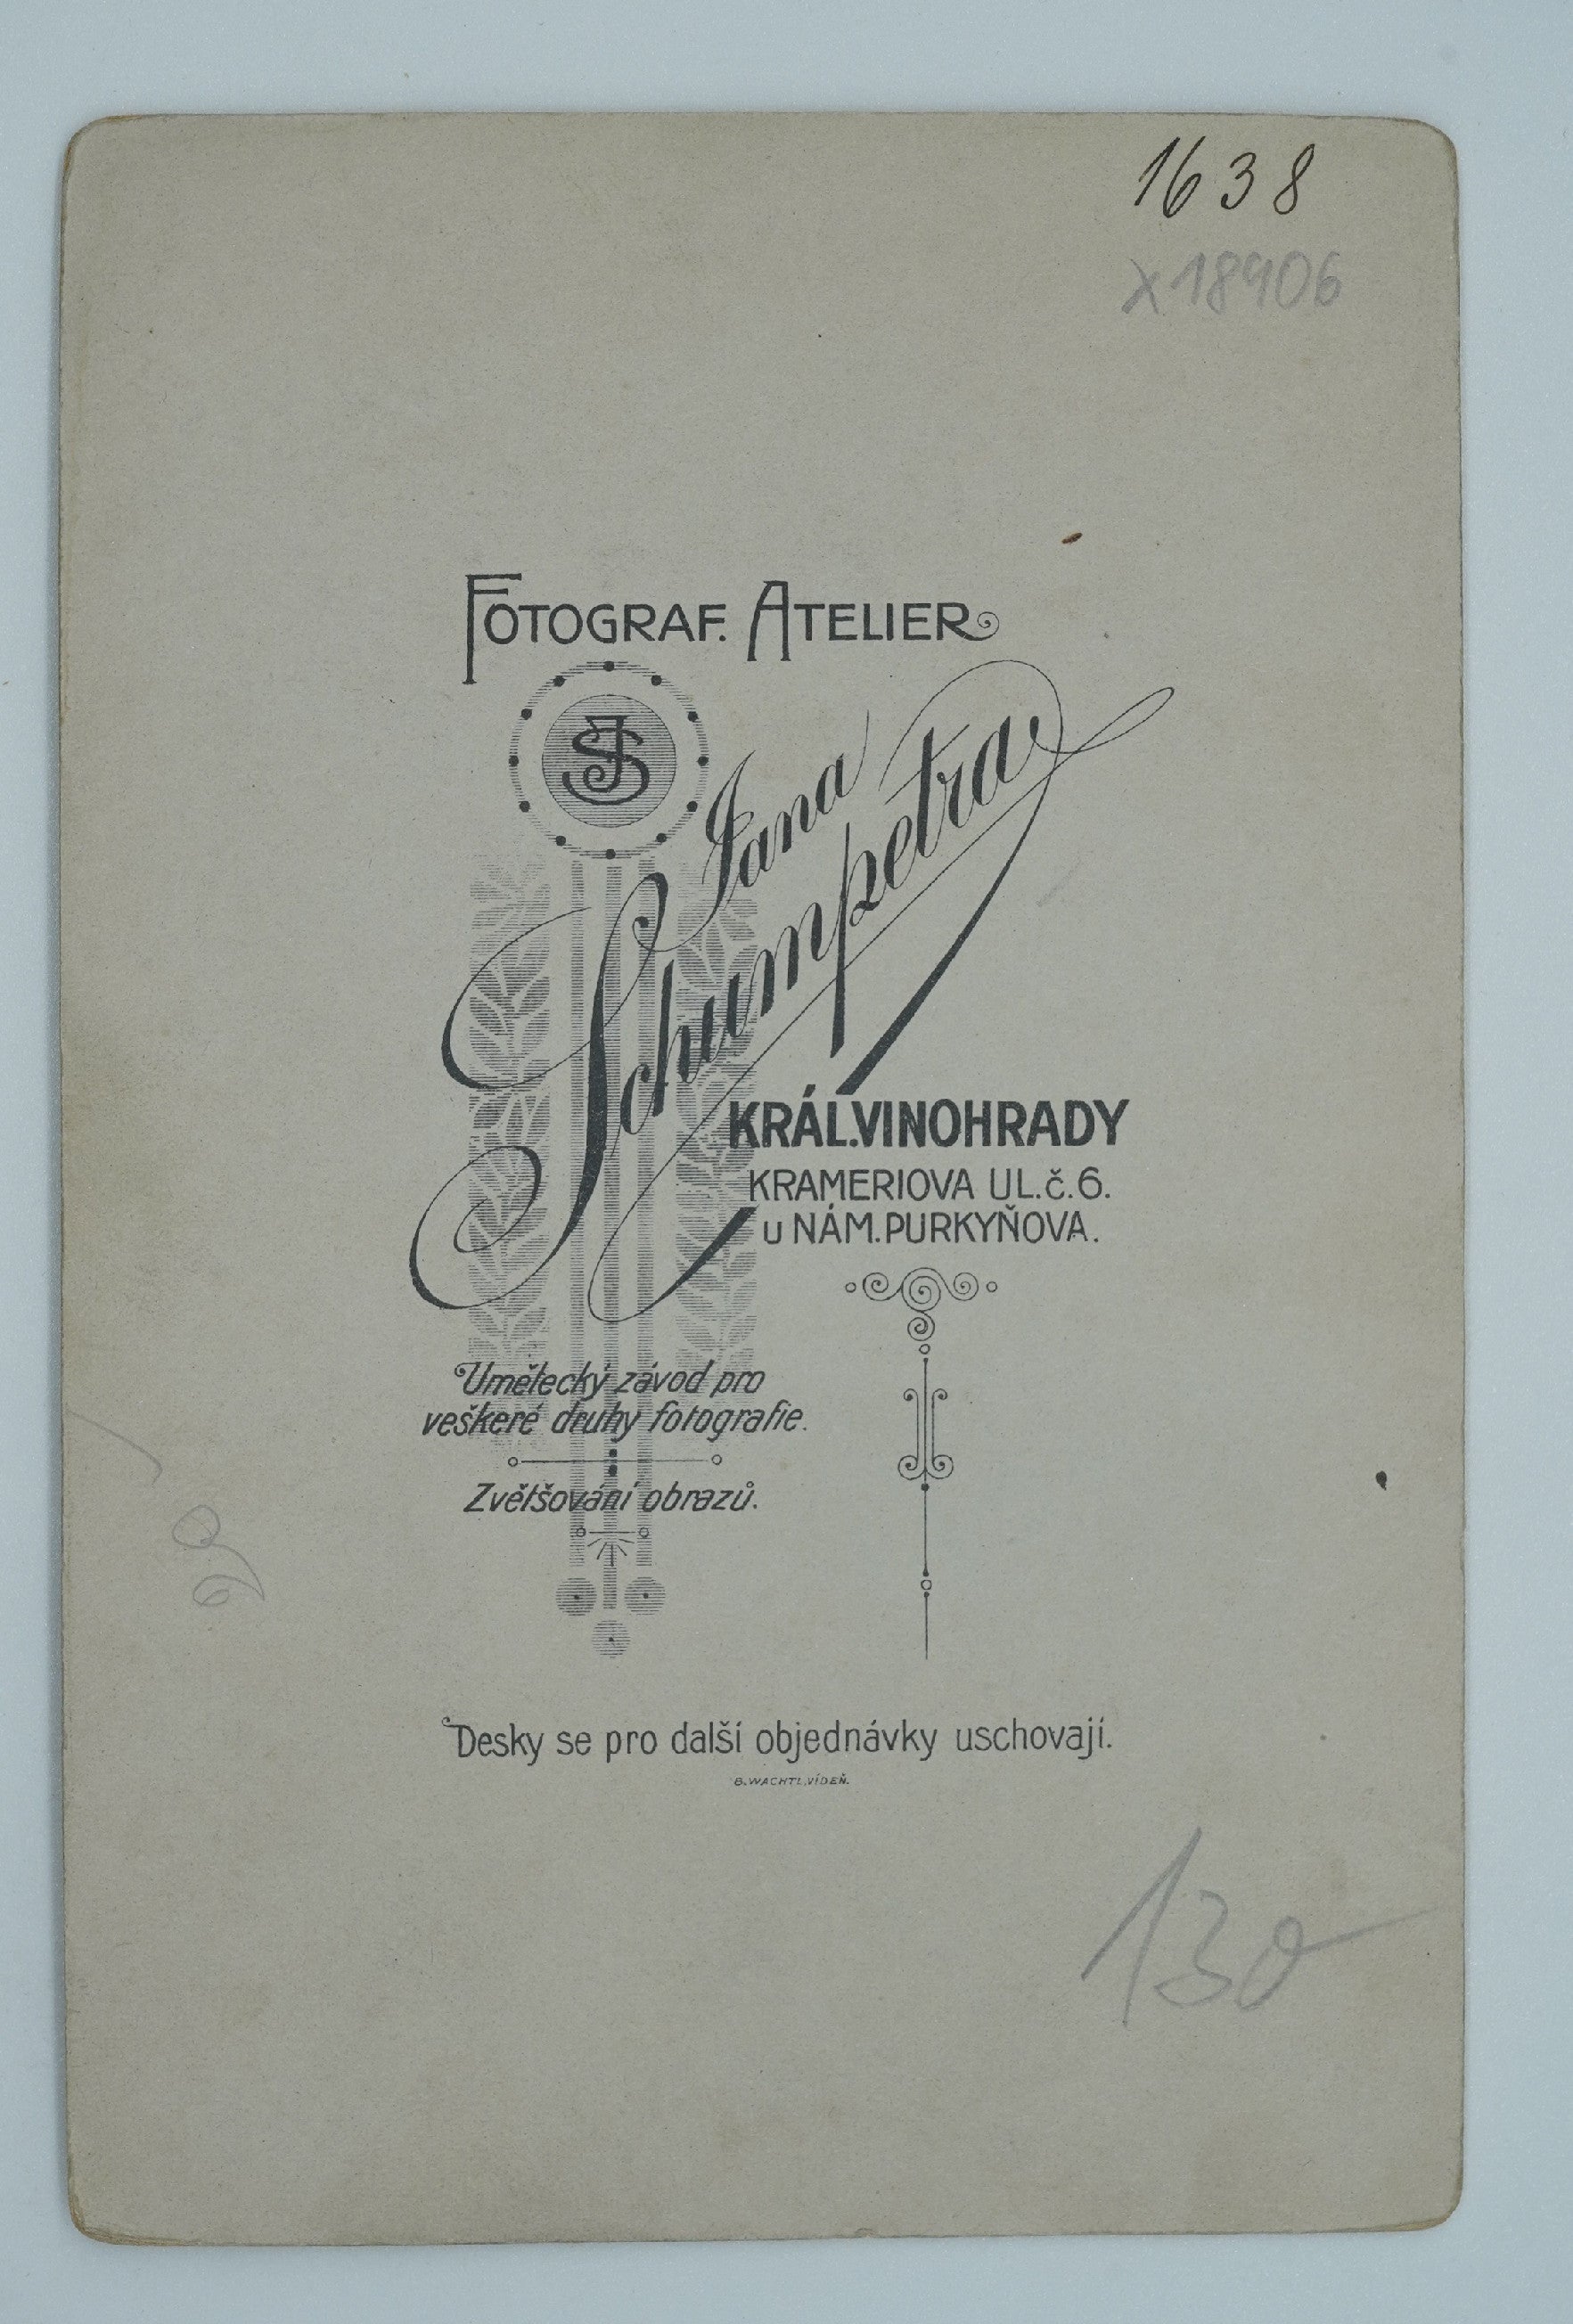 1638
x18906
FOTOGRAF. ATELIER
JS
Jana
Schumpetra
KRÁL.VINOHRADY
KRAMERIOVA UL.č.6.
u NÁM.PURKYŇOVA.
Umělecký závod pro
veškeré druhy fotografie.
Zvětšování obrazů.
Desky se pro další objednávky uschovají.
B.WACHTL,VÍDEŇ.
130